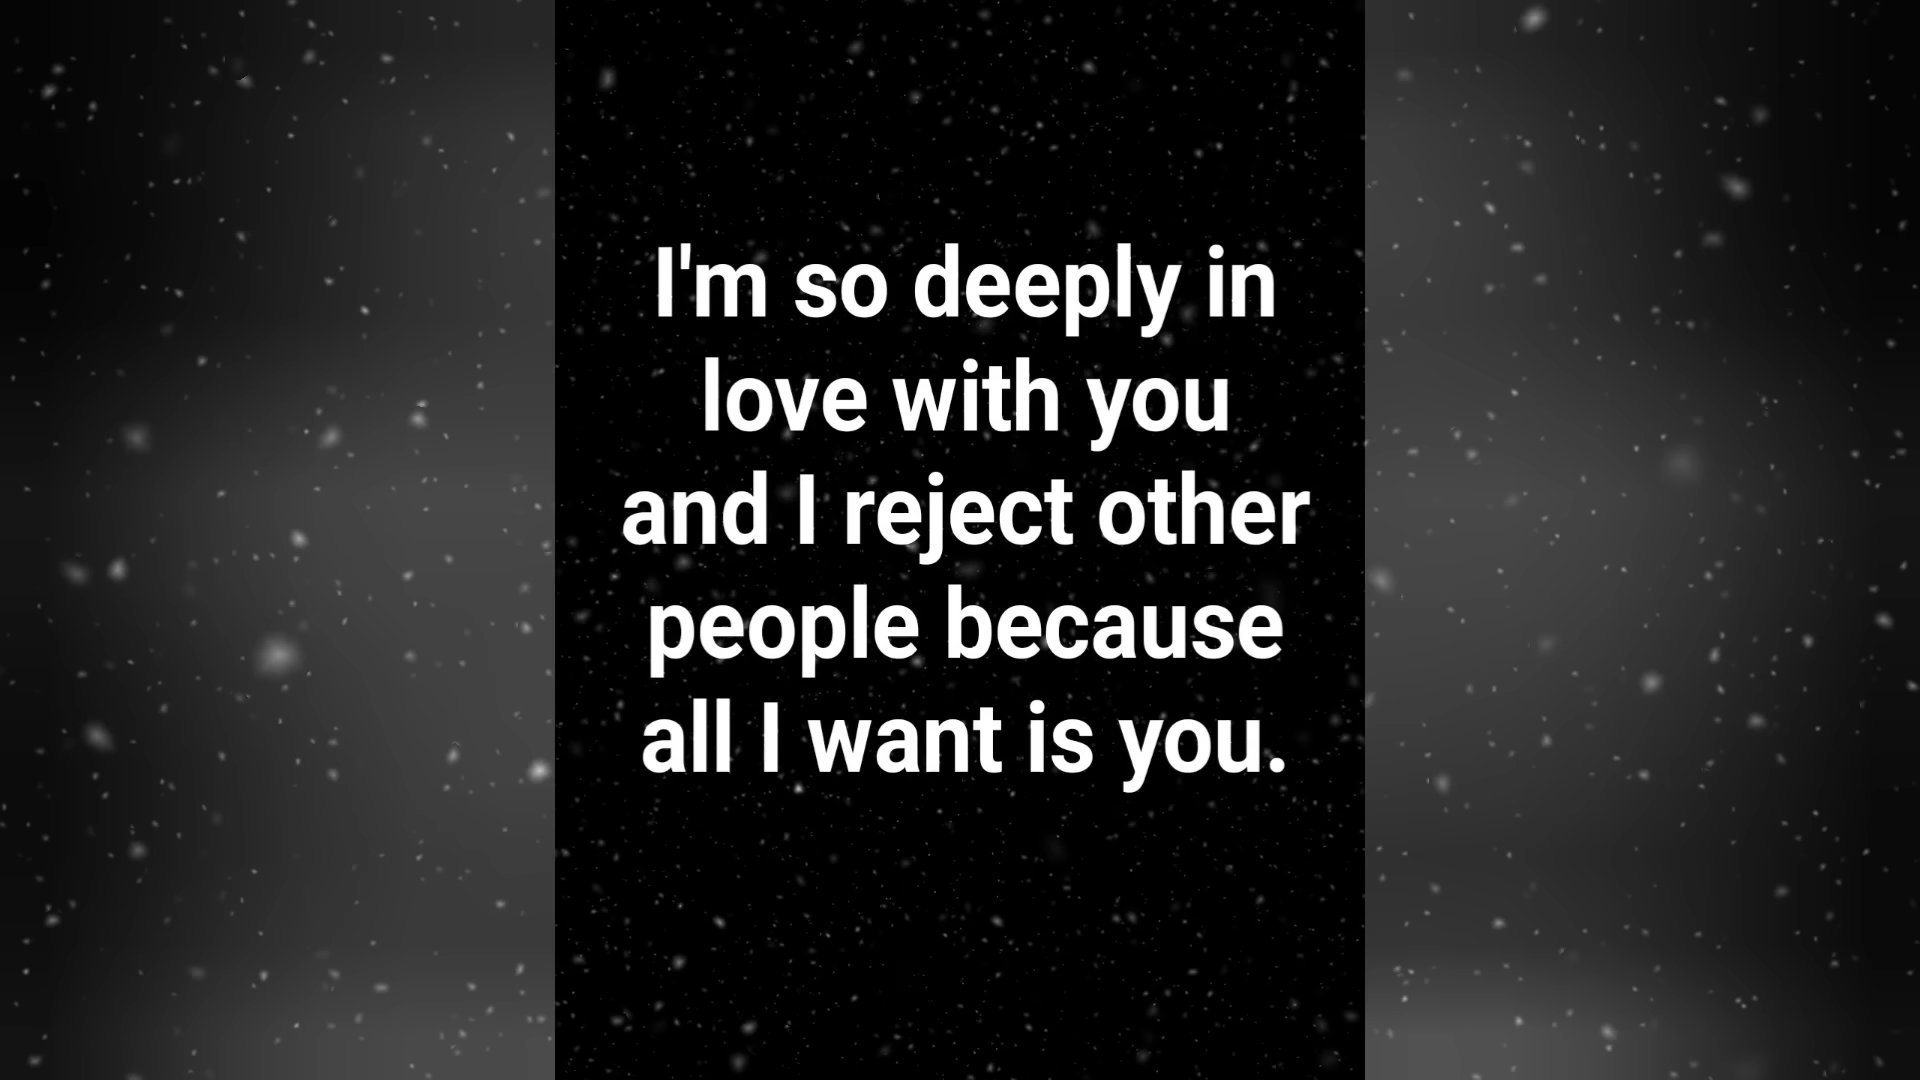 I'm so deeply in
love with you
and I reject other
people because
all I want is you.